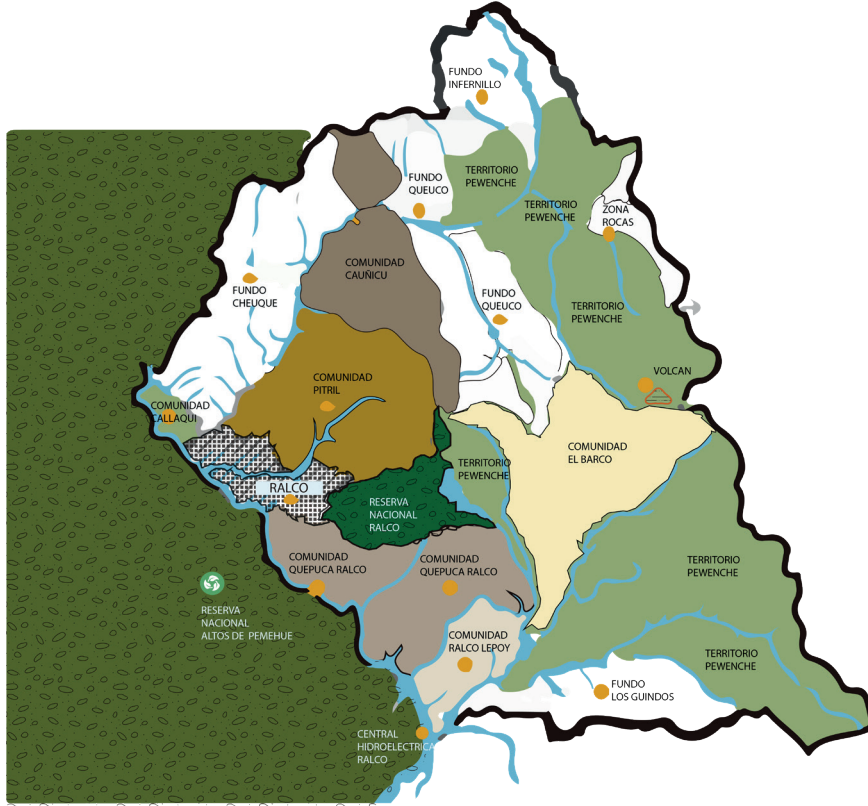 FUNDO
INFERNILLO
TERRITORIO
PEWENCHE
FUNDO
QUEUCO
TERRITORIO
PEWENCHE
ZONA
ROCAS
COMUNIDAD
CAUÑICU
FUNDO
CHEUQUE
FUNDO
QUEUCO
TERRITORIO
PEWENCHE
VOLCAN
COMUNIDAD
PITRIL
COMUNIDAD
CALLAQUI
COMUNIDAD
EL BARCO
TERRITORIO
PEWENCHE
RALCO
RESERVA
NACIONAL
RALCO
COMUNIDAD
QUEPUCA RALCO
COMUNIDAD
QUEPUCA RALCO
TERRITORIO
PEWENCHE
RESERVA
NACIONAL
ALTOS DE PEMEHUE
COMUNIDAD
RALCO LEPOY
TERRITORIO
PEWENCHE
FUNDO
LOS GUINDOS
CENTRAL
HIDROELECTRICA
RALCO